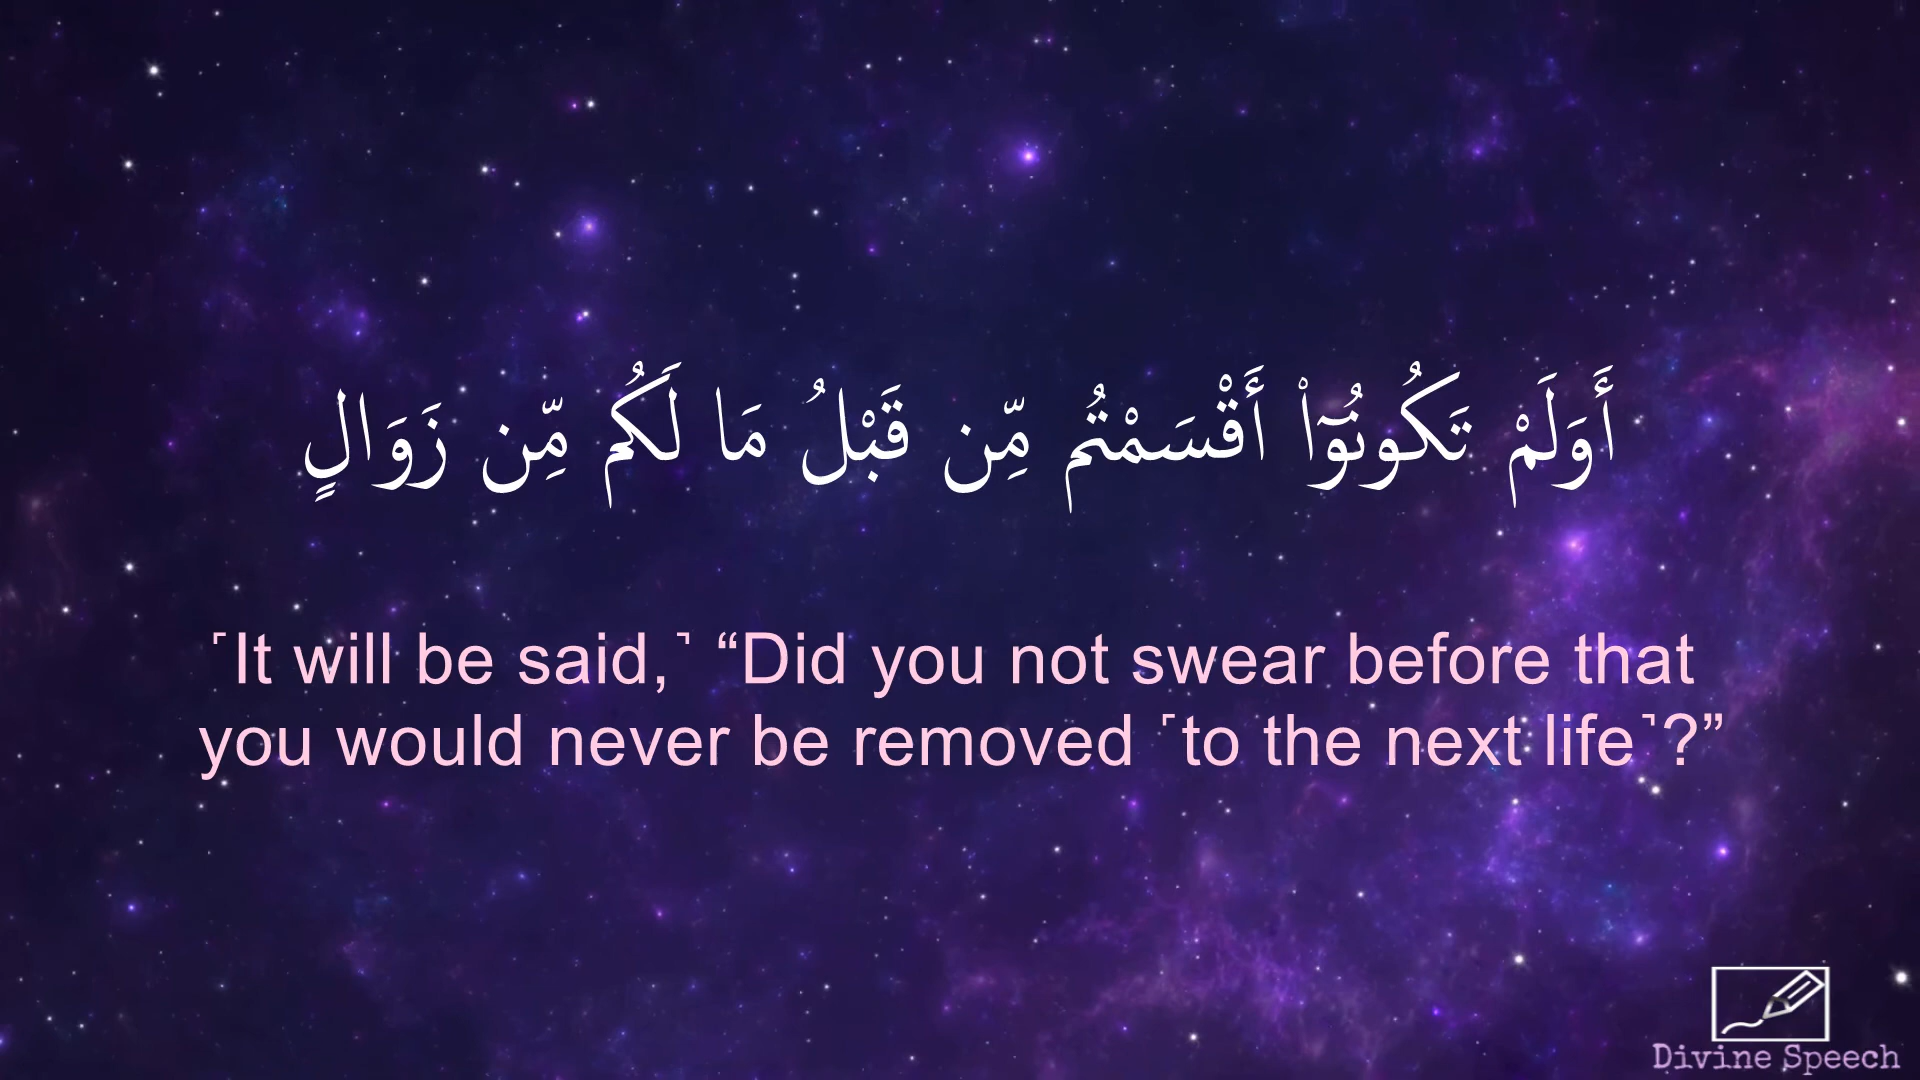 أَوَلَمْ تَكُونُوٓا۟ أَقْسَمْتُم مِّن قَبْلُ مَا لَكُم مِّن زَوَالٍ
˹It will be said,˺ “Did you not swear before that
you would never be removed ˹to the next life˺?”
Divine Speech